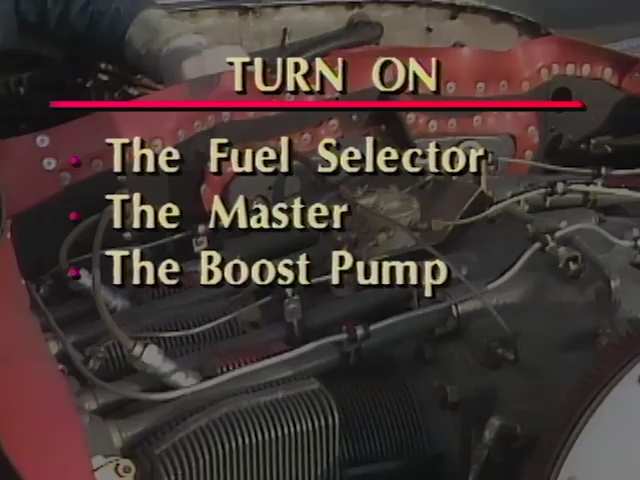 TURN ON
The Fuel Selector
The Master
The Boost Pump